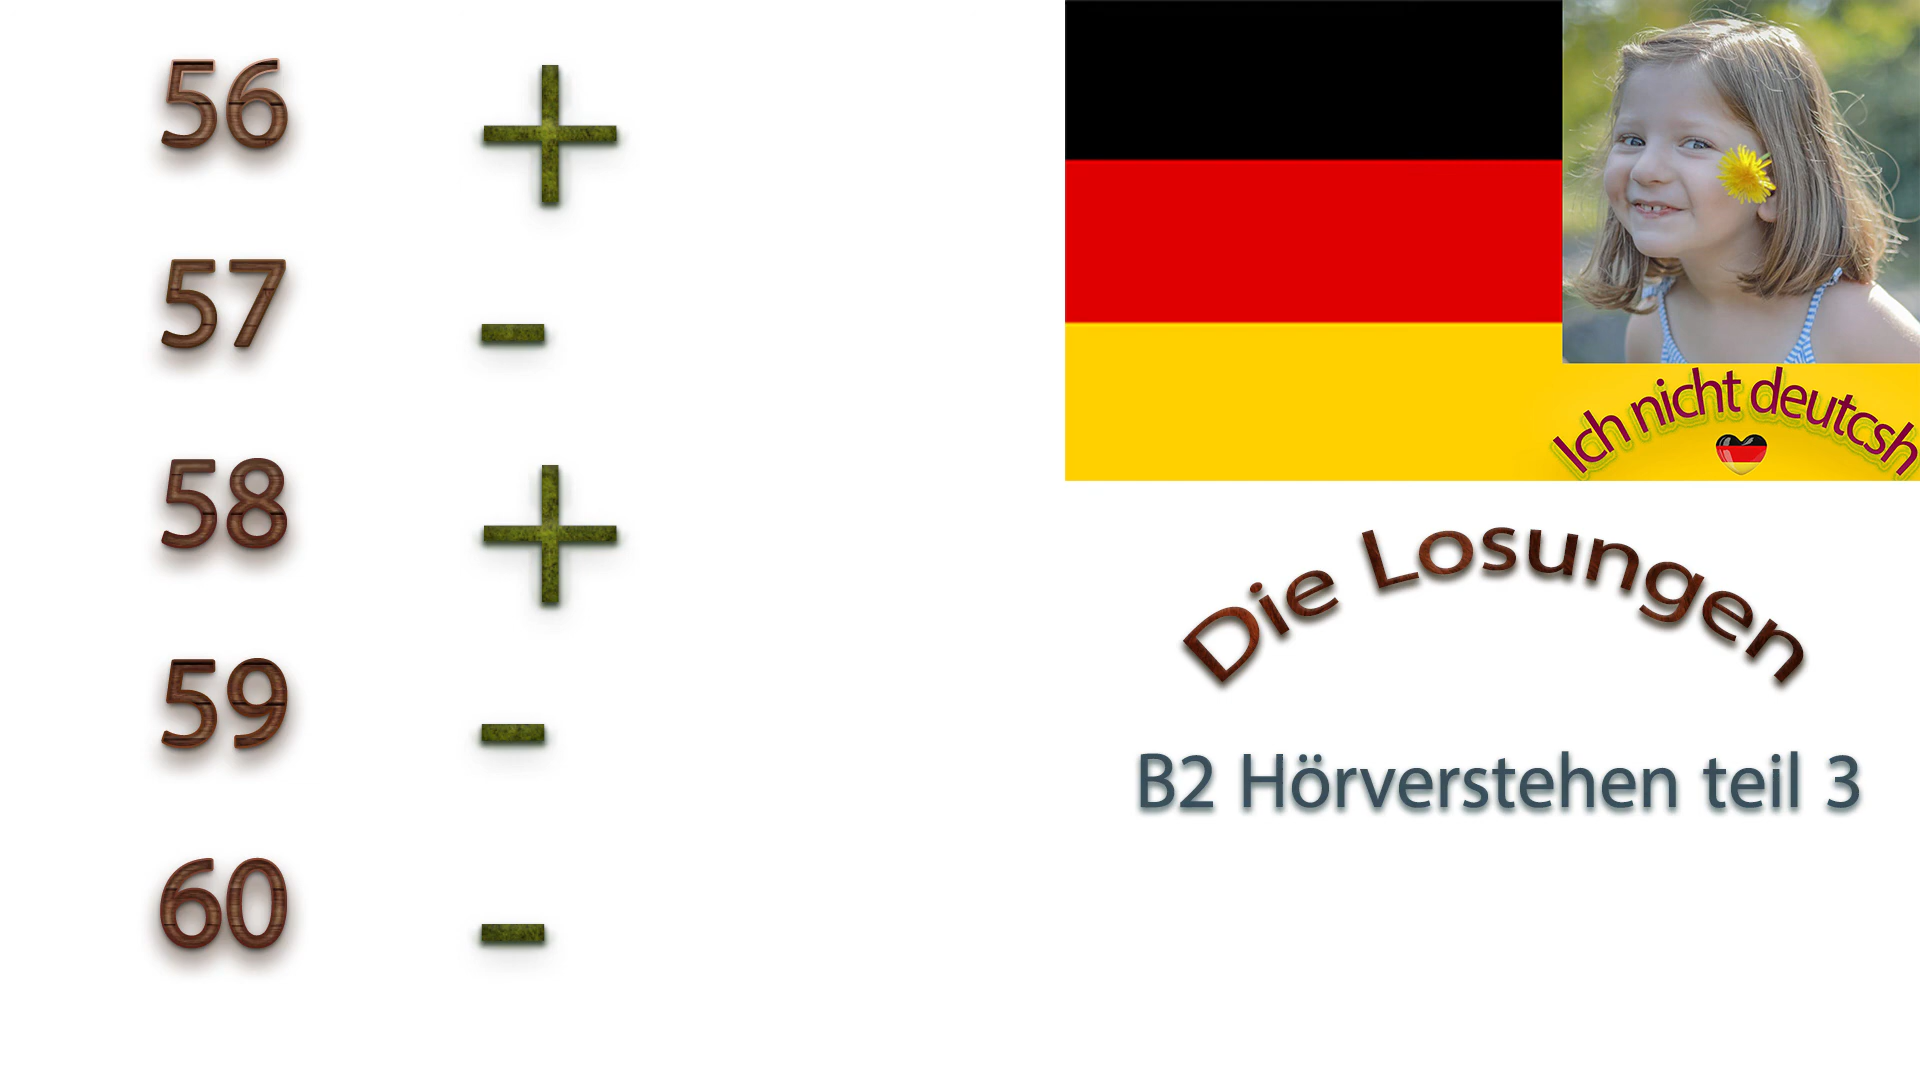 56 +
57 -
58 +
59 -
60 -
Ich nicht deutcsh
Die Losungen
B2 Hörverstehen teil 3